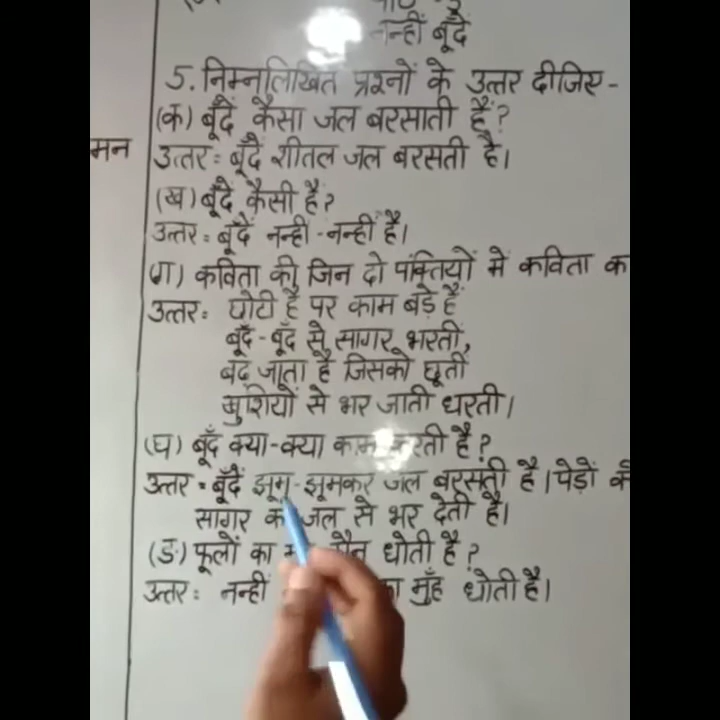 नन्हीं बूँदें
5. निम्नलिखित प्रश्नों के उत्तर दीजिए -
(क) बूँदें कैसा जल बरसाती हैं?
मन
उत्तर = बूँदें शीतल जल बरसती है।
(ख) बूँदें कैसी हैं?
उत्तर = बूँदें नन्ही-नन्हीं है।
(ग) कविता की जिन दो पंक्तियों में कविता
उत्तर = छोटी है पर काम बड़े हैं
बूँद-बूँद से सागर भरती,
बढ़ जाता है जिसको छूती
खुशियों से भर जाती धरती।
(घ) बूँद क्या-क्या काम करती है?
उत्तर = बूँदें झूम-झूमकर जल बरसती है। पेड़ों
सागर को जल से भर देती है।
(ङ) फूलों का कौन धोती है?
उत्तर = नन्हीं मुँह धोती है।